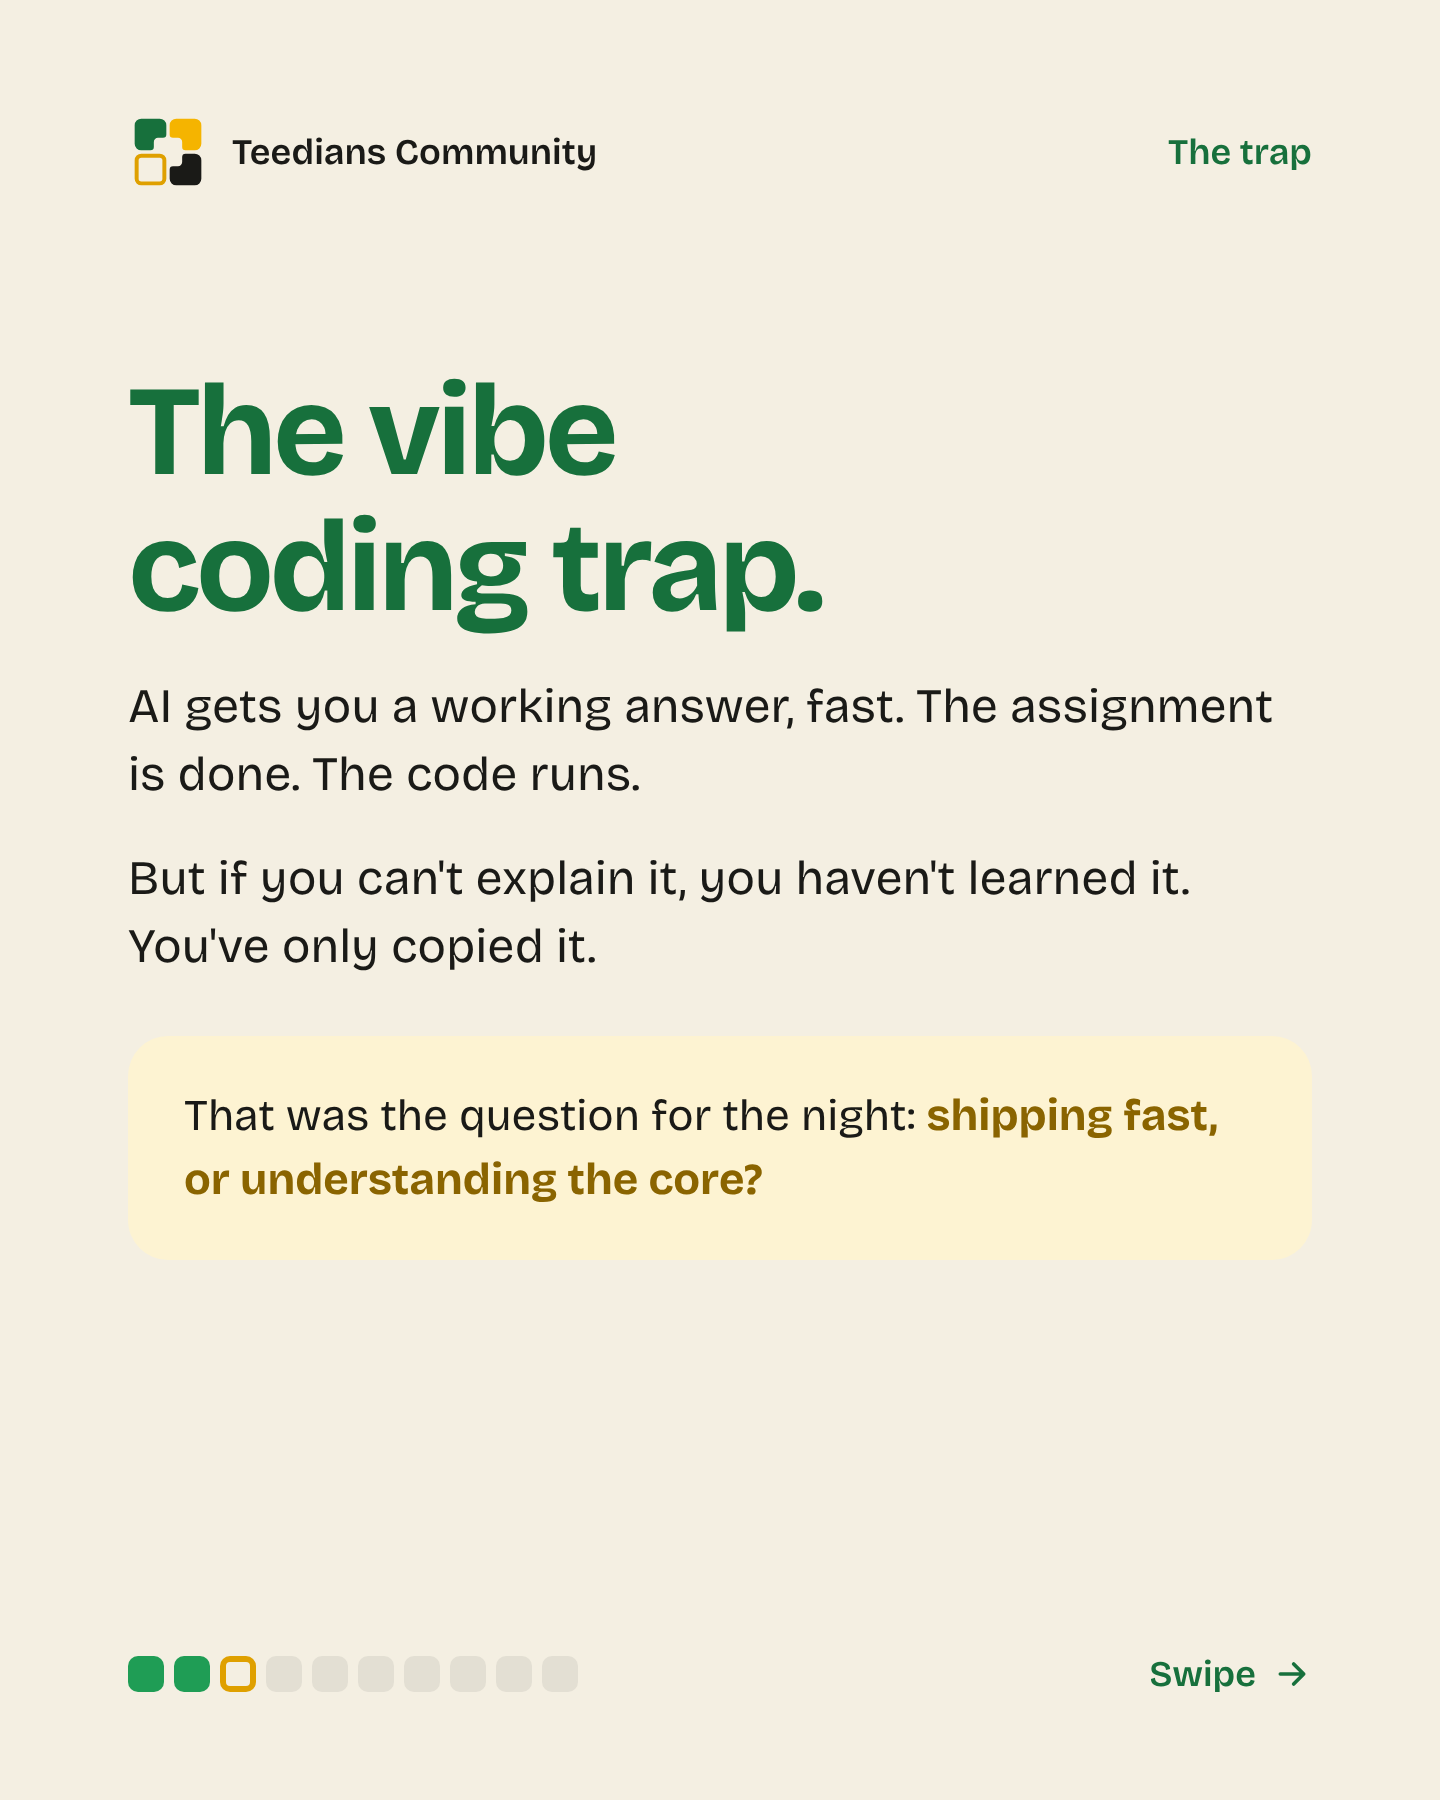 Teedians Community
The trap
The vibe
coding trap.
AI gets you a working answer, fast. The assignment
is done. The code runs.
But if you can't explain it, you haven't learned it.
You've only copied it.
That was the question for the night: shipping fast,
or understanding the core?
Swipe →